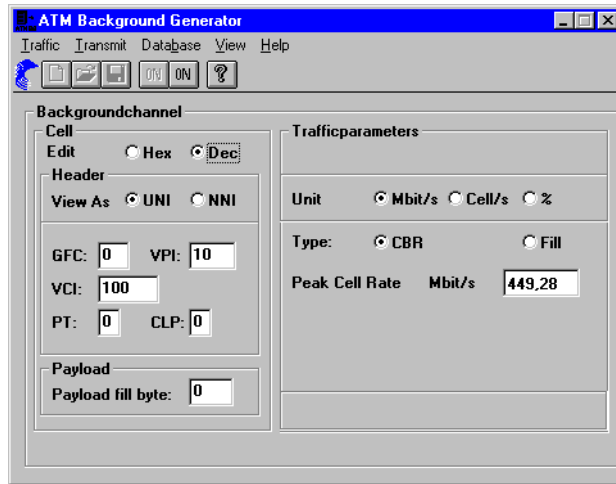 ATM Background Generator
Traffic Transmit Database View Help
ON ON ?
Backgroundchannel
Cell
Edit Hex Dec
Header
View As UNI NNI
GFC: 0 VPI: 10
VCI: 100
PT: 0 CLP: 0
Payload
Payload fill byte: 0
Trafficparameters
Unit Mbit/s Cell/s %
Type: CBR Fill
Peak Cell Rate Mbit/s 449,28